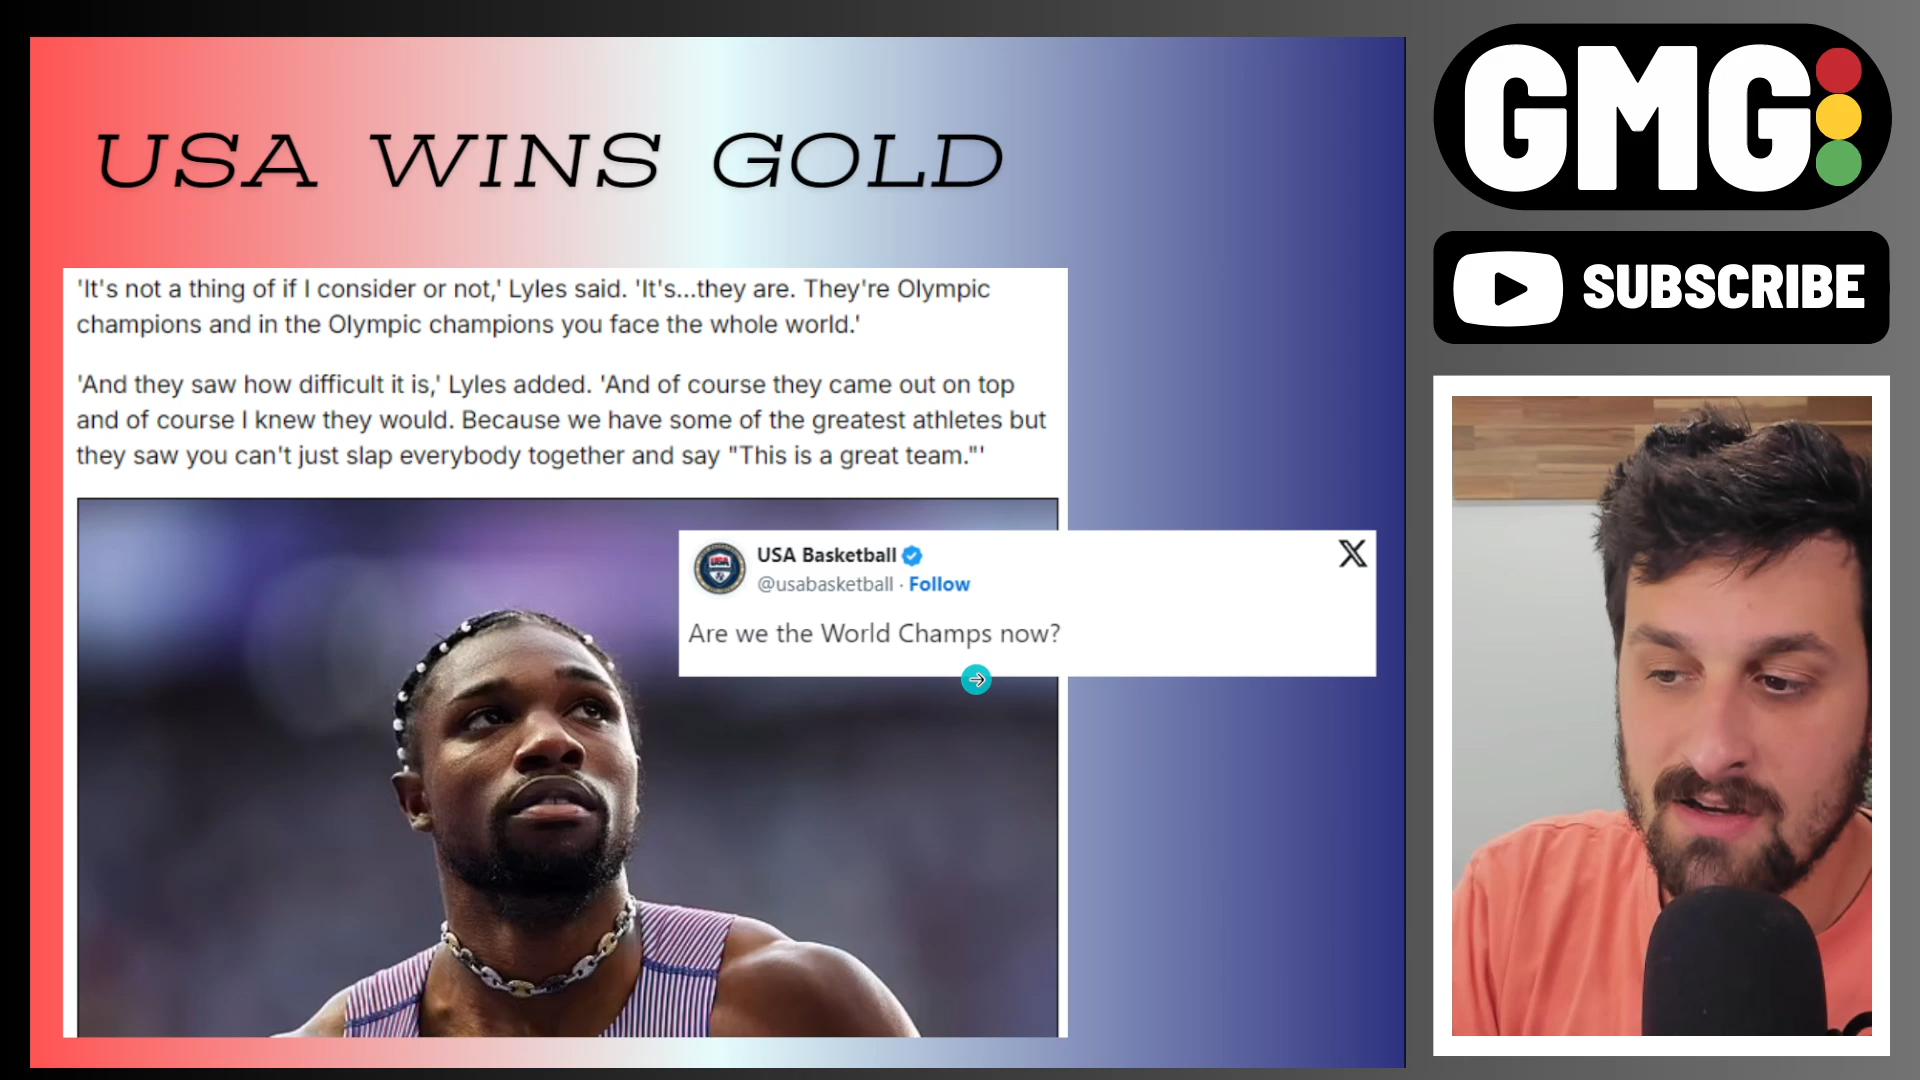 USA WINS GOLD
'It's not a thing of if I consider or not,' Lyles said. 'It's...they are. They're Olympic
champions and in the Olympic champions you face the whole world.'
'And they saw how difficult it is,' Lyles added. 'And of course they came out on top
and of course I knew they would. Because we have some of the greatest athletes but
they saw you can't just slap everybody together and say "This is a great team."'
USA
USA Basketball
@usabasketball · Follow
X
Are we the World Champs now?
GMG
SUBSCRIBE